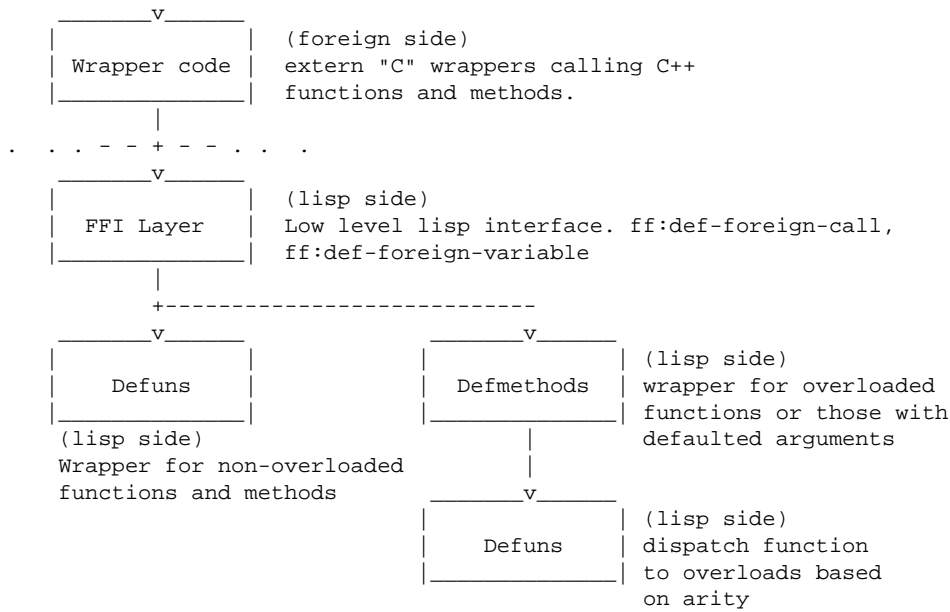 (foreign side)
Wrapper code extern "C" wrappers calling C++
functions and methods.
(lisp side)
FFI Layer Low level lisp interface. ff:def-foreign-call,
ff:def-foreign-variable
Defuns
(lisp side)
Wrapper for non-overloaded
functions and methods
(lisp side)
Defmethods wrapper for overloaded
functions or those with
defaulted arguments
(lisp side)
Defuns dispatch function
to overloads based
on arity